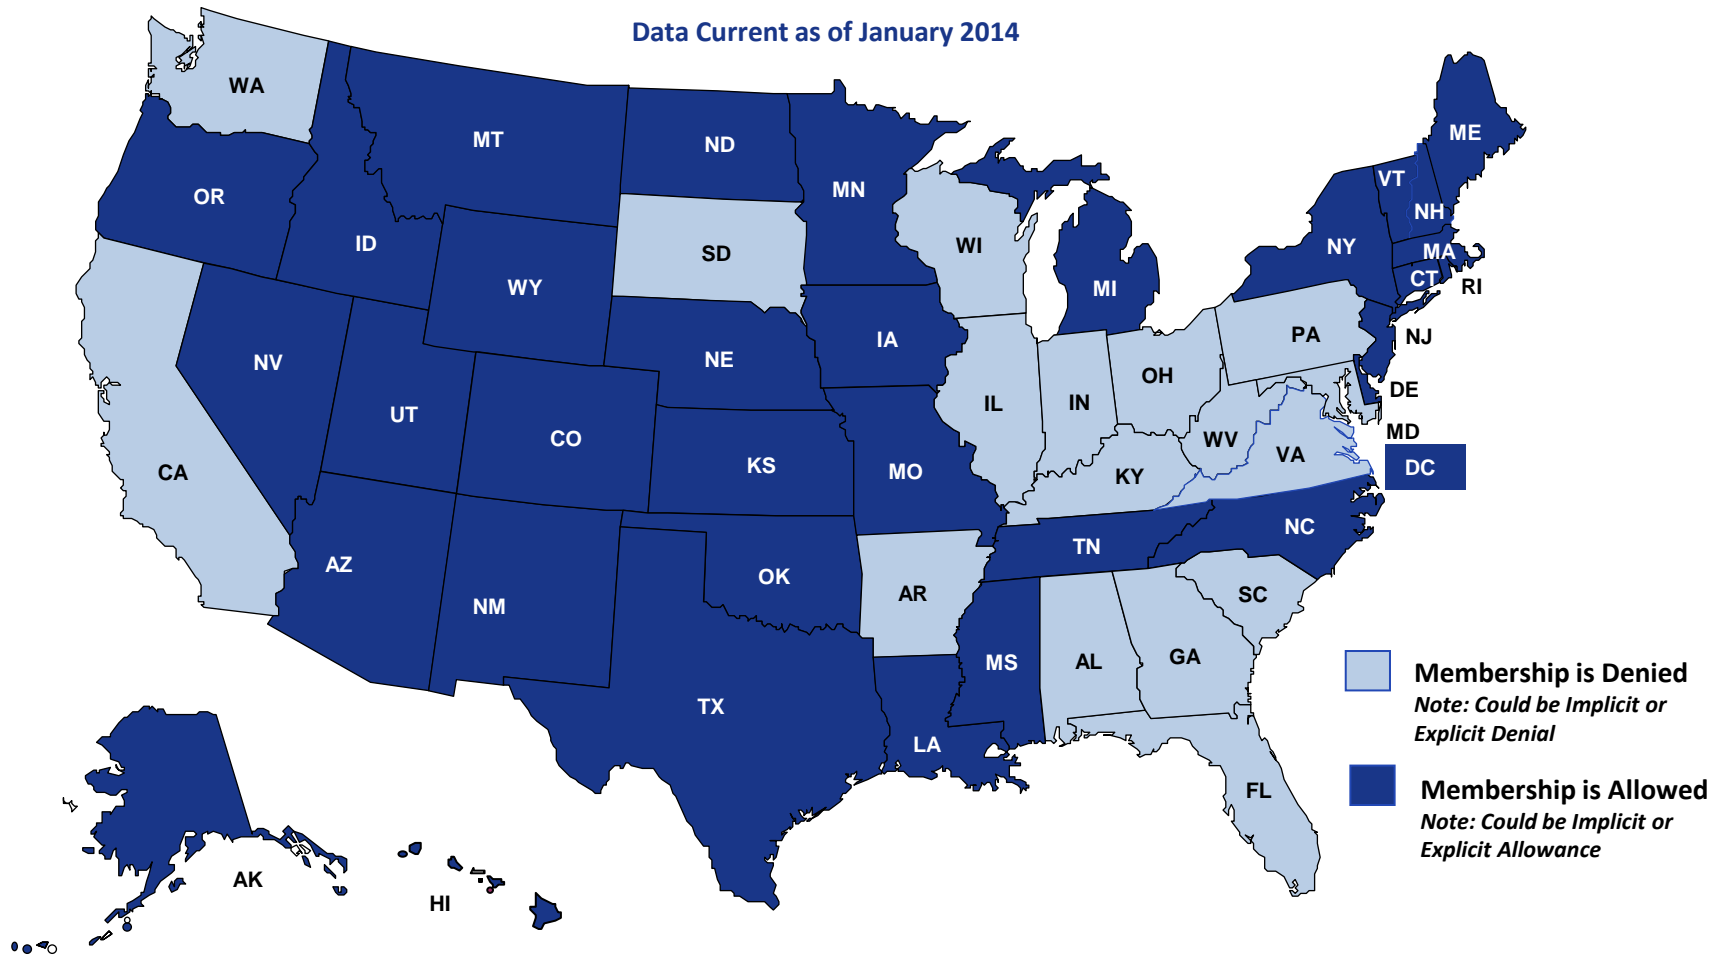 Data Current as of January 2014
WA
MT
ND
ME
OR
MN
VT
ID
SD
WI
NH
NY
MA
WY
MI
CT
RI
NV
NE
IA
PA
NJ
UT
CO
IL
IN
OH
DE
CA
KS
MO
KY
WV
VA
MD
DC
AZ
NM
OK
AR
TN
NC
SC
TX
LA
MS
AL
GA
FL
AK
HI
Membership is Denied
Note: Could be Implicit or
Explicit Denial
Membership is Allowed
Note: Could be Implicit or
Explicit Allowance